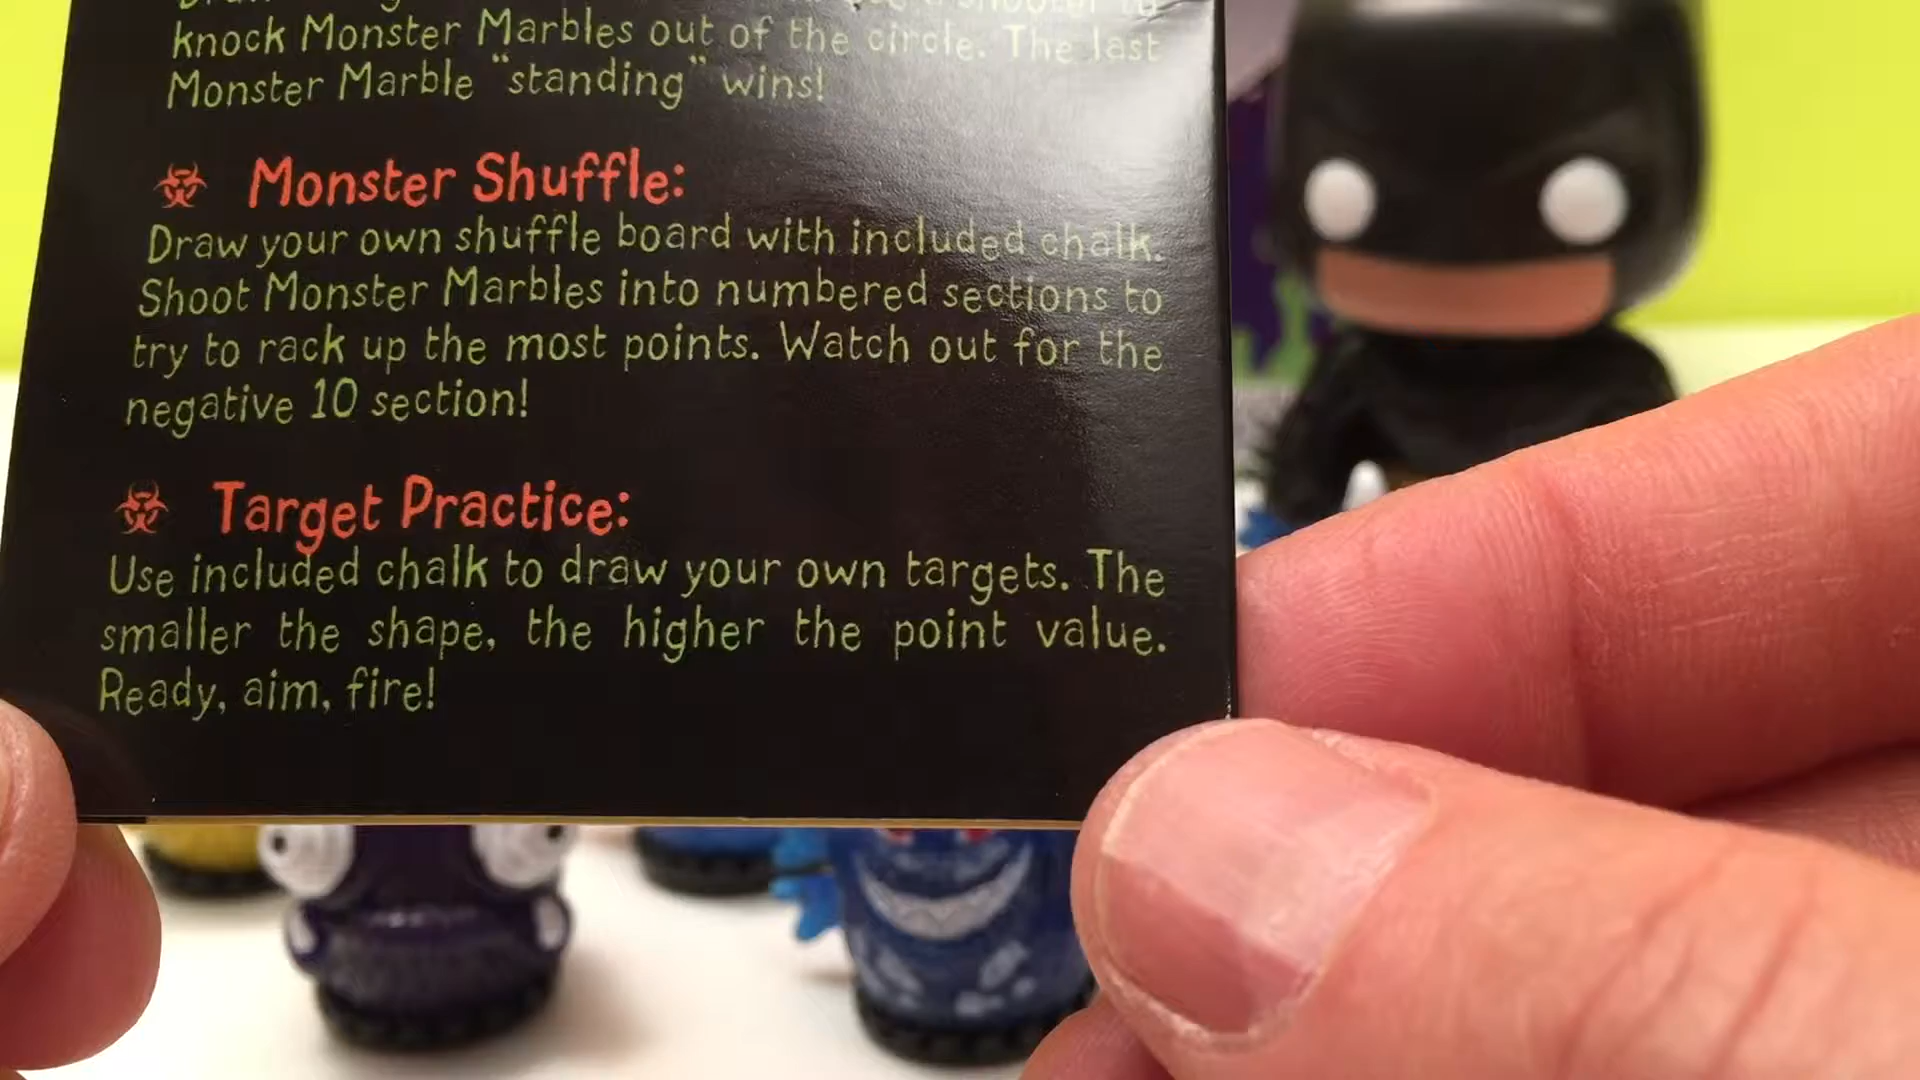 knock Monster Marbles out of the circle. The last
Monster Marble "standing" wins!
Monster Shuffle:
Draw your own shuffle board with included chalk.
Shoot Monster Marbles into numbered sections to
try to rack up the most points. Watch out for the
negative 10 section!
Target Practice:
Use included chalk to draw your own targets. The
smaller the shape, the higher the point value.
Ready, aim, fire!